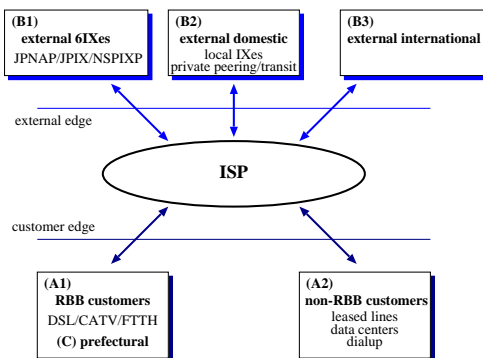 (B1)
external 6IXes
JPNAP/JPIX/NSPIXP
(B2)
external domestic
local IXes
private peering/transit
(B3)
external international
external edge
ISP
customer edge
(A1)
RBB customers
DSL/CATV/FTTH
(C) prefectural
(A2)
non-RBB customers
leased lines
data centers
dialup